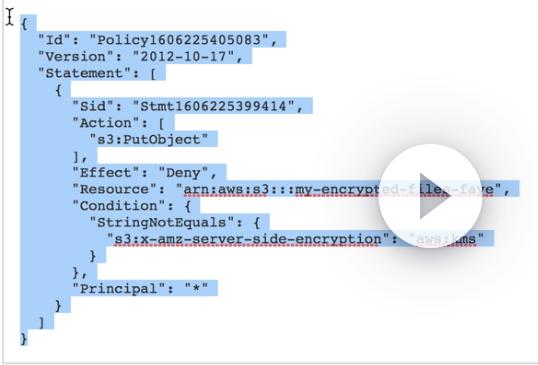 {
"Id": "Policy1606225405083",
"Version": "2012-10-17",
"Statement": [
{
"Sid": "Stmt1606225399414",
"Action": [
"s3:PutObject"
],
"Effect": "Deny",
"Resource": "arn:aws:s3:::my-encrypted-files-faye",
"Condition": {
"StringNotEquals": {
"s3:x-amz-server-side-encryption": "aws:kms"
}
},
"Principal": "*"
}
]
}